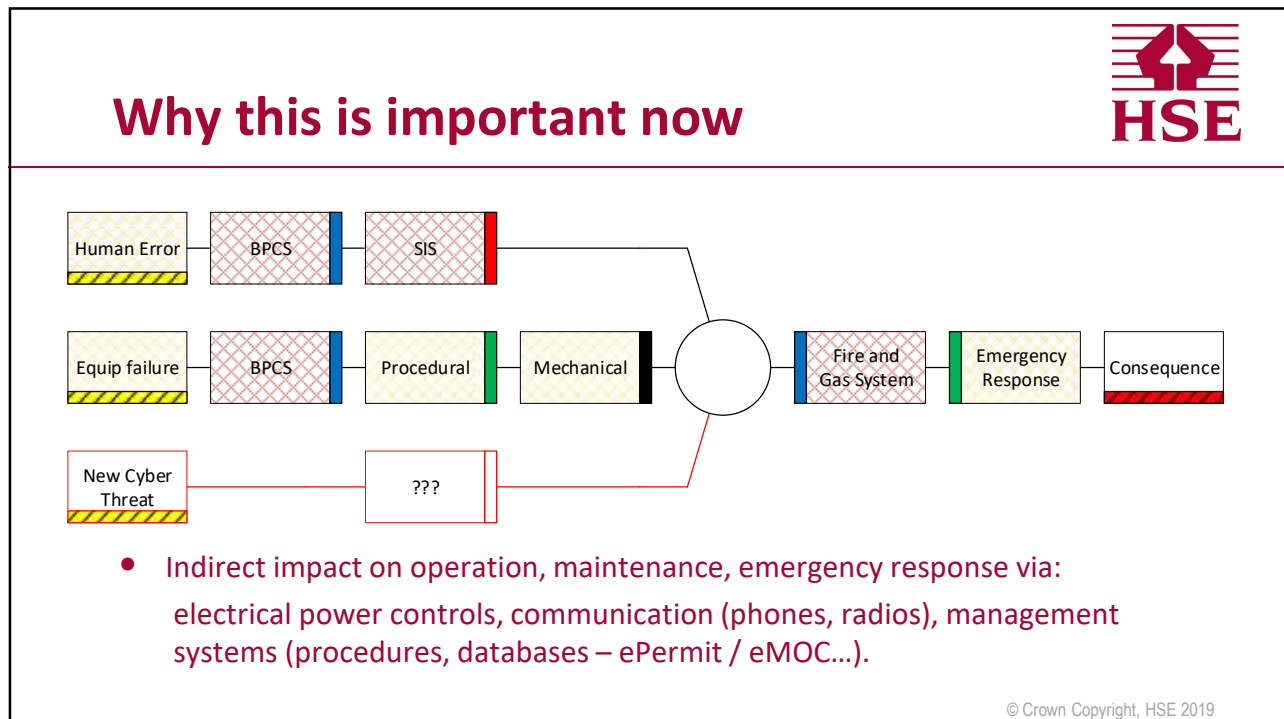 Why this is important now
HSE
Human Error
BPCS
SIS
Equip failure
BPCS
Procedural
Mechanical
Fire and
Gas System
Emergency
Response
Consequence
New Cyber
Threat
???
• Indirect impact on operation, maintenance, emergency response via:
electrical power controls, communication (phones, radios), management
systems (procedures, databases – ePermit / eMOC...).
© Crown Copyright, HSE 2019